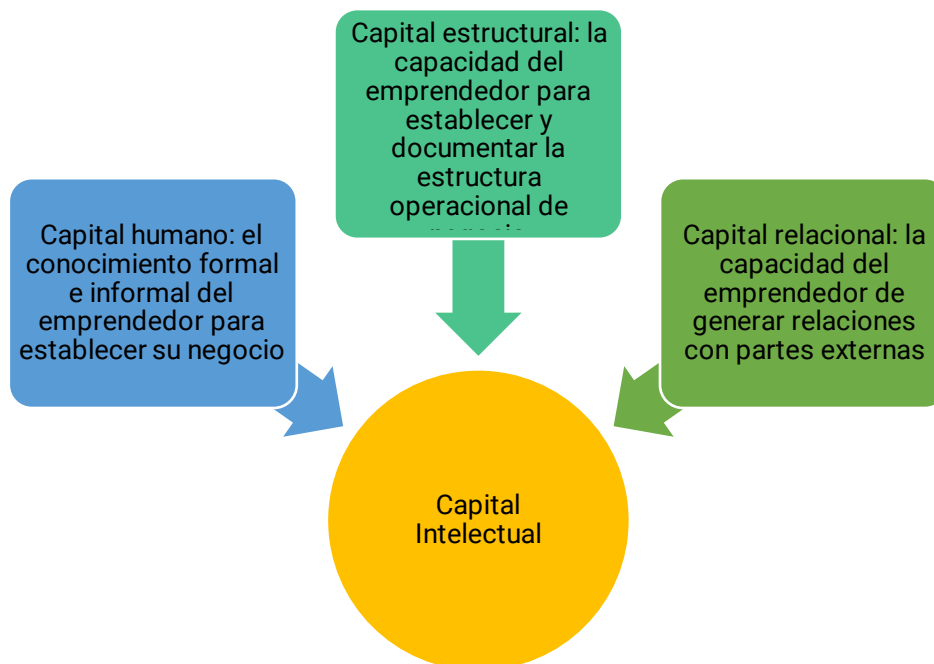 Capital estructural: la
capacidad del
emprendedor para
establecer y
documentar la
estructura
operacional de
Capital humano: el
conocimiento formal
e informal del
emprendedor para
establecer su negocio
Capital relacional: la
capacidad del
emprendedor de
generar relaciones
con partes externas
Capital
Intelectual